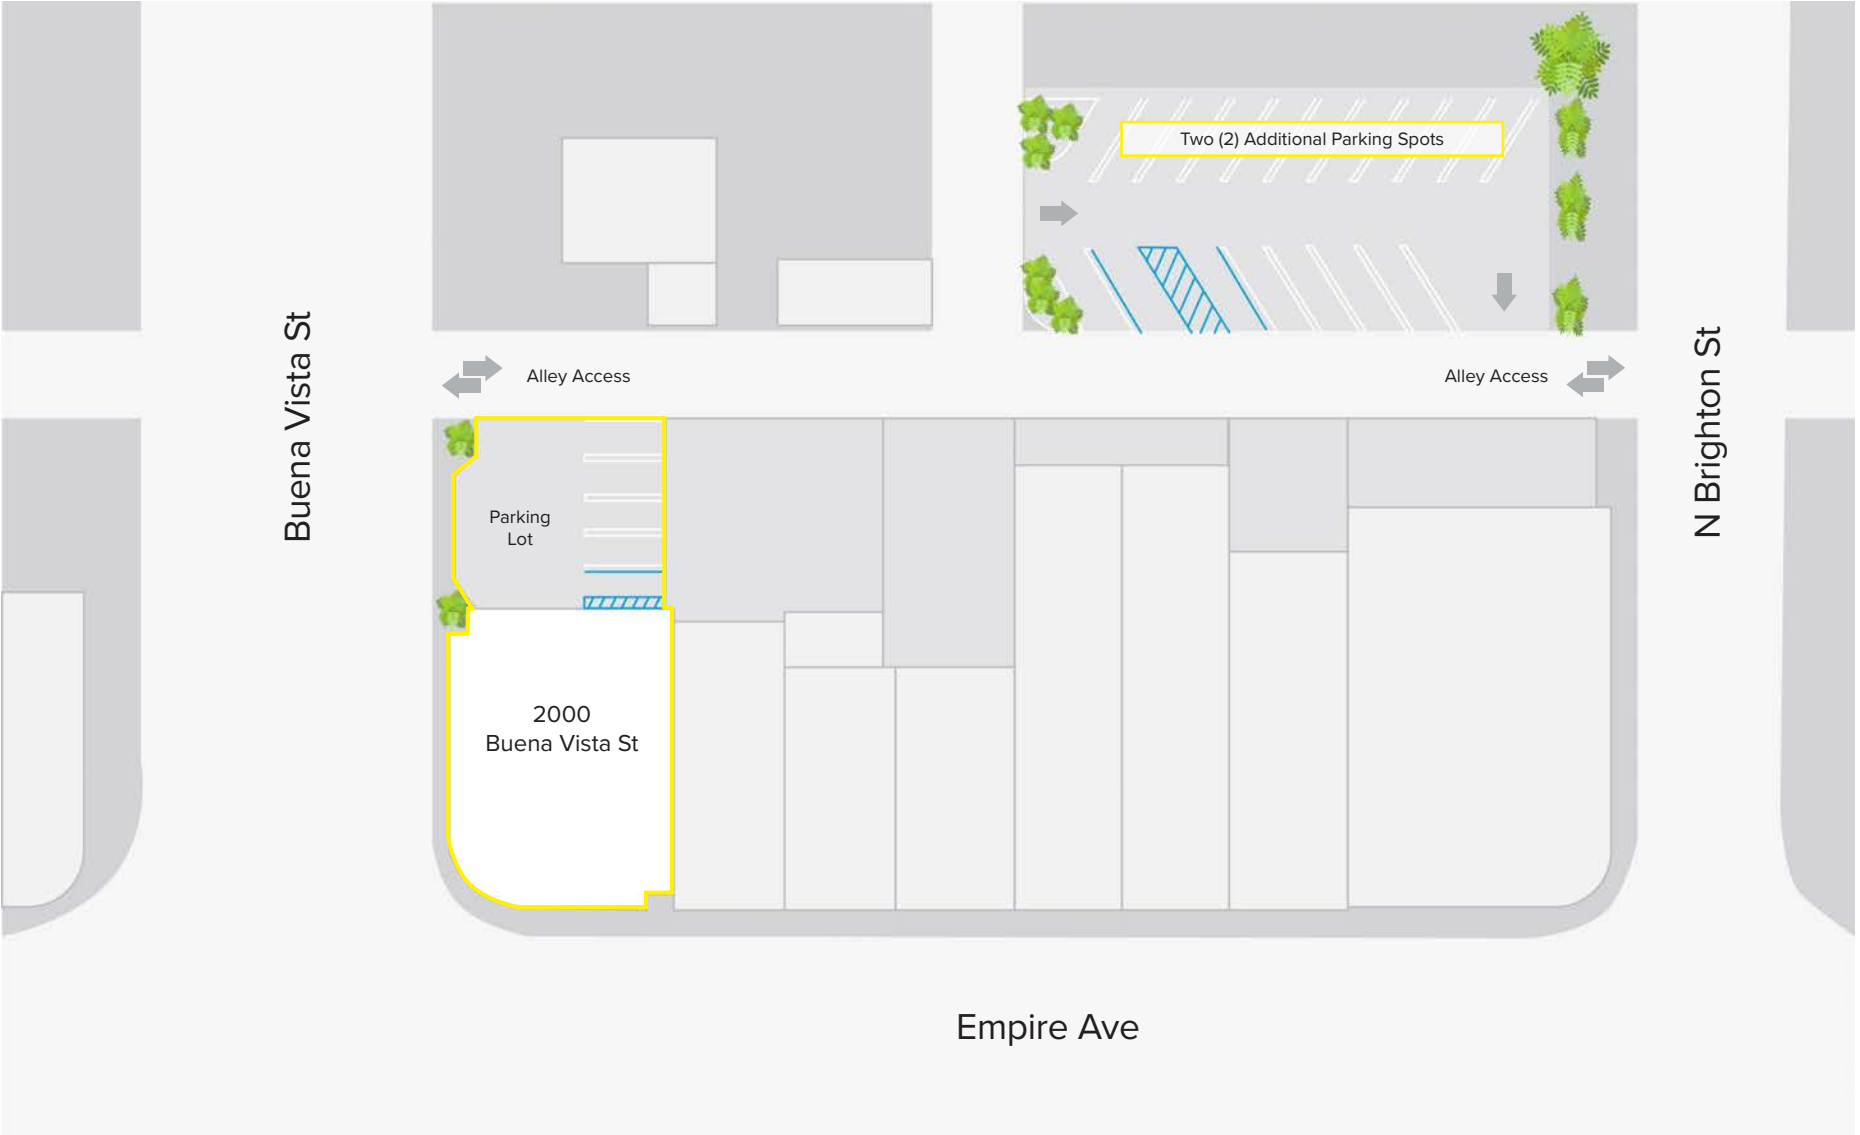 Two (2) Additional Parking Spots
Buena Vista St
Alley Access
Alley Access
N Brighton St
Parking
Lot
2000
Buena Vista St
Empire Ave